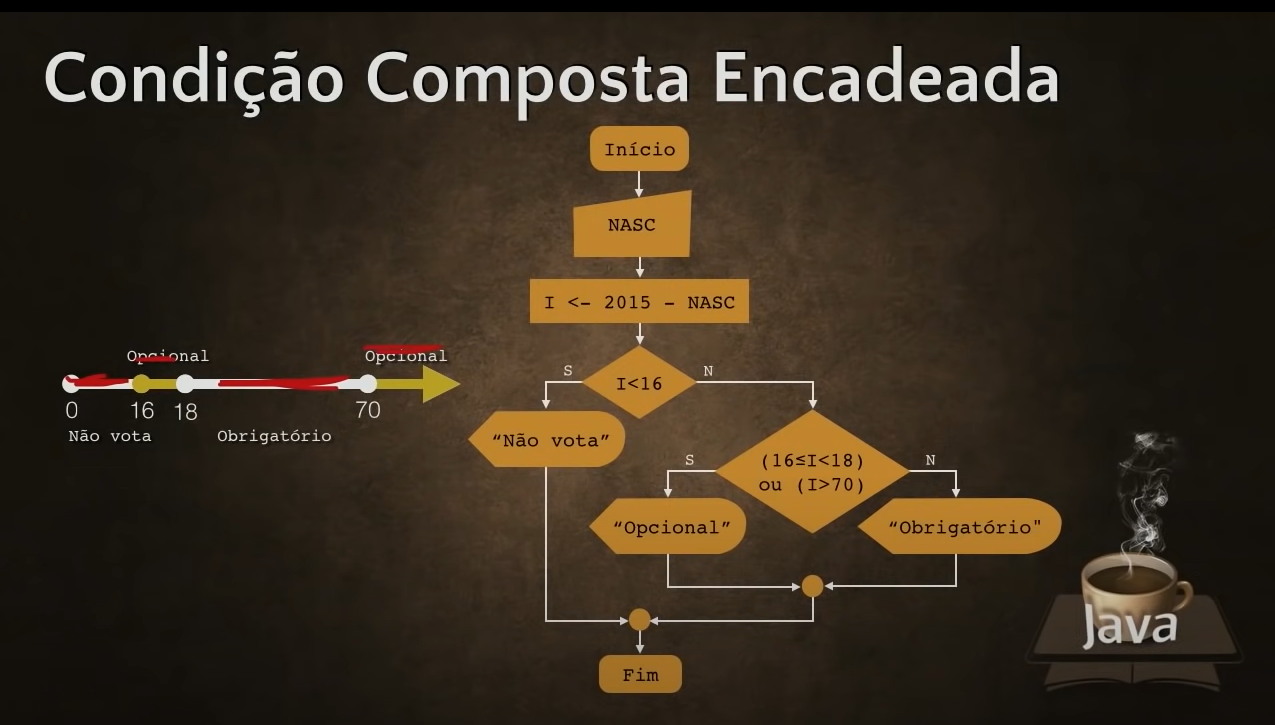 Condição Composta Encadeada
Início
NASC
I <- 2015 - NASC
I<16
S
N
“Não vota”
(16≤I<18)
ou (I>70)
S
N
“Opcional”
“Obrigatório"
Fim
Opcional
Opcional
0
16
18
70
Não vota
Obrigatório
Java